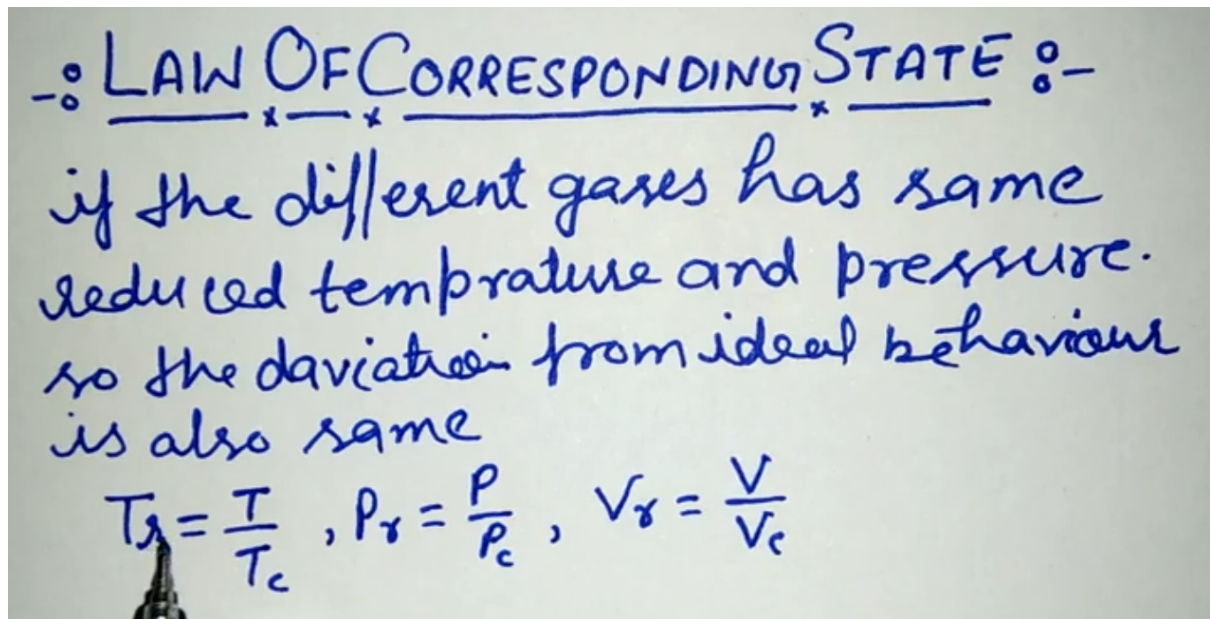 -: LAW OF CORRESPONDING STATE :-
if the different gases has same
reduced temprature and pressure.
so the daviation from ideal behaviour
is also same
Tr = T/Tc , Pr = P/Pc , Vr = V/Vc